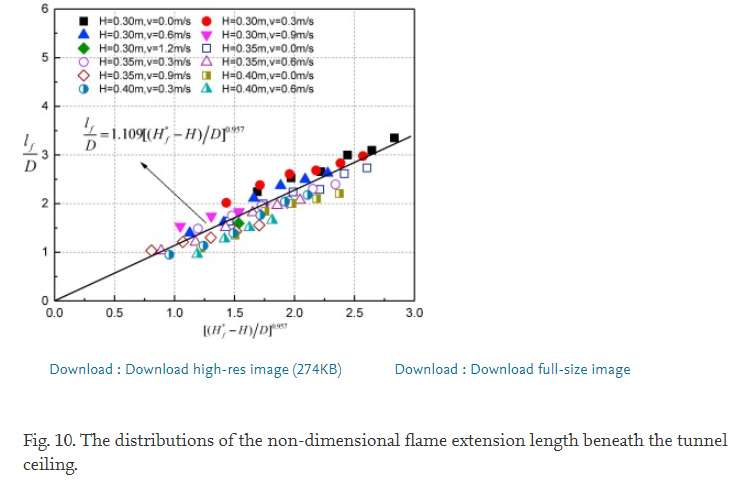 6
H=0.30m,v=0.0m/s H=0.30m,v=0.3m/s
H=0.30m,v=0.6m/s H=0.30m,v=0.9m/s
H=0.30m,v=1.2m/s H=0.35m,v=0.0m/s
H=0.35m,v=0.3m/s H=0.35m,v=0.6m/s
H=0.35m,v=0.9m/s H=0.40m,v=0.0m/s
H=0.40m,v=0.3m/s H=0.40m,v=0.6m/s
5
4
l_f/D=1.109[(H*_f-H)/D]^0.957
l_f/D
3
2
1
0
0.0 0.5 1.0 1.5 2.0 2.5 3.0
[(H*_f-H)/D]^0.957
Download : Download high-res image (274KB) Download : Download full-size image
Fig. 10. The distributions of the non-dimensional flame extension length beneath the tunnel
ceiling.